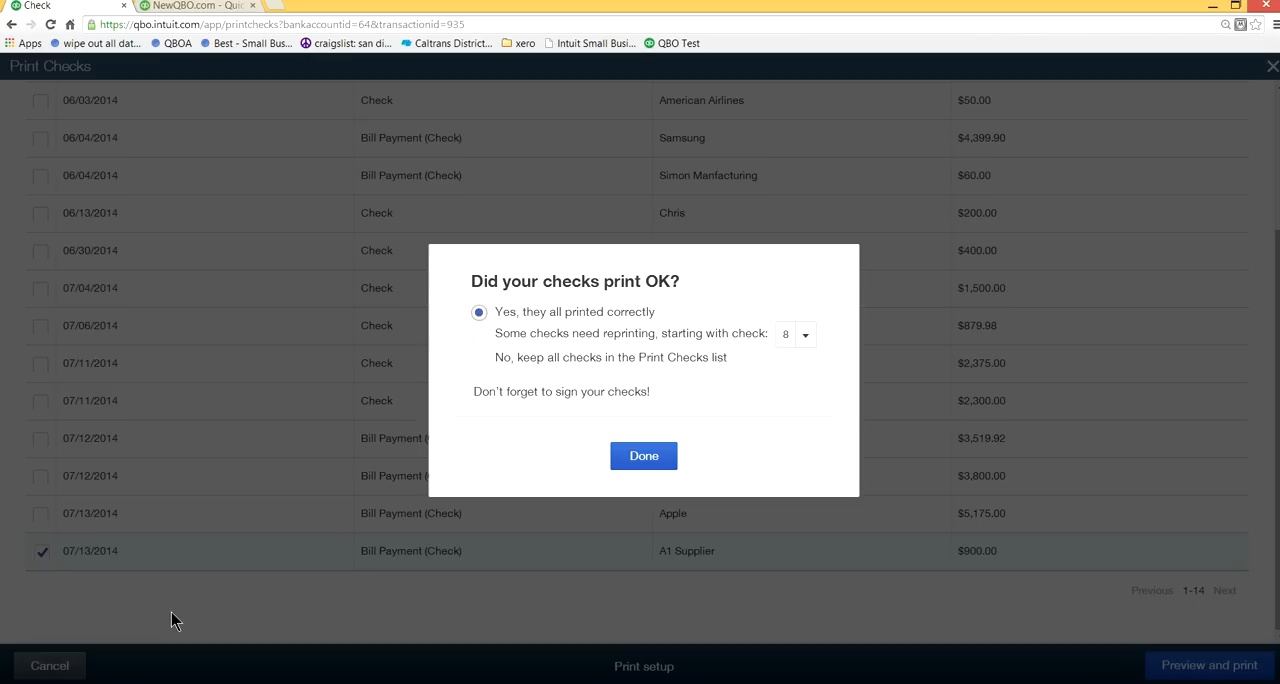 Check
NewQBO.com - Quic
https://qbo.intuit.com/app/printchecks?bankaccountid=64&transactionid=935
Apps wipe out all dat... QBOA Best - Small Bus... craigslist: san di... Caltrans District... xero Intuit Small Busi... QBO Test
Print Checks
06/03/2014 Check American Airlines $50.00
06/04/2014 Bill Payment (Check) Samsung $4,399.90
06/04/2014 Bill Payment (Check) Simon Manfacturing $60.00
06/13/2014 Check Chris $200.00
06/30/2014 Check $400.00
07/04/2014 Check $1,500.00
07/06/2014 Check $879.98
07/11/2014 Check $2,375.00
07/11/2014 Check $2,300.00
07/12/2014 Bill Payment ( $3,519.92
07/12/2014 Bill Payment ( $3,800.00
07/13/2014 Bill Payment (Check) Apple $5,175.00
07/13/2014 Bill Payment (Check) A1 Supplier $900.00
Did your checks print OK?
Yes, they all printed correctly
Some checks need reprinting, starting with check: 8
No, keep all checks in the Print Checks list
Don't forget to sign your checks!
Done
Previous 1-14 Next
Cancel Print setup Preview and print